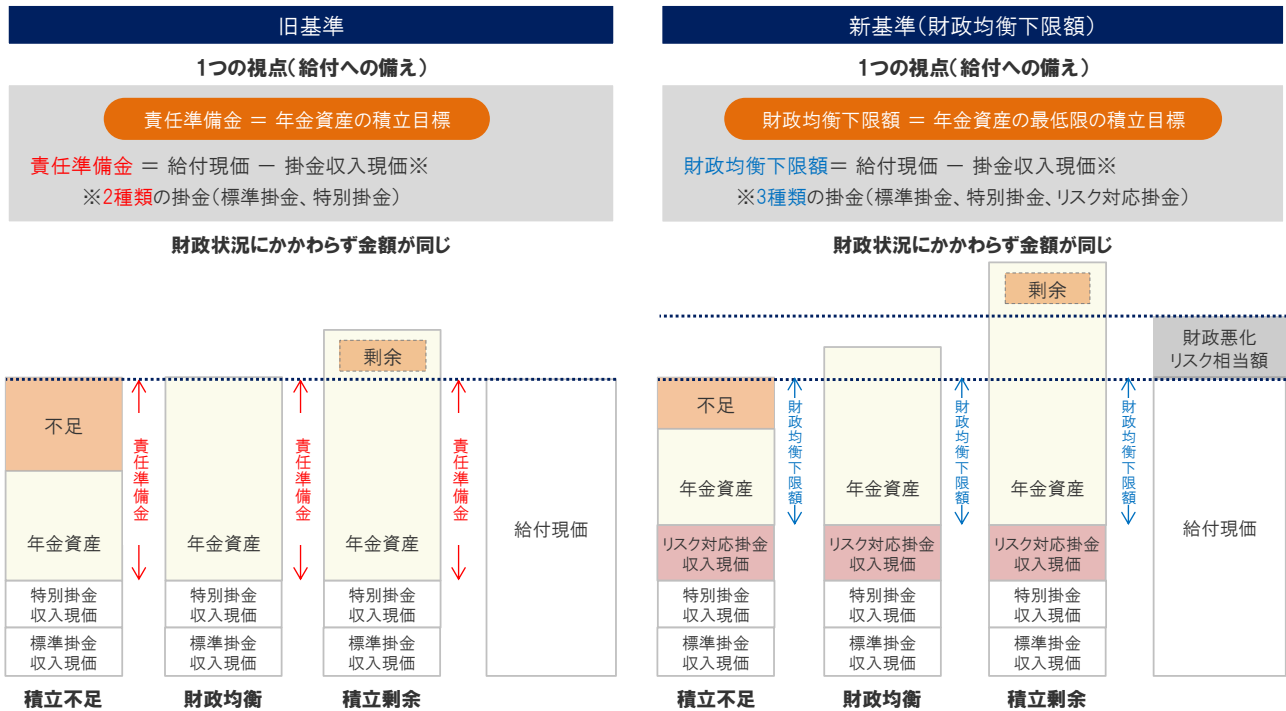 旧基準
1つの視点(給付への備え)
責任準備金 = 年金資産の積立目標
責任準備金 = 給付現価 - 掛金収入現価※
※2種類の掛金(標準掛金、特別掛金)
財政状況にかかわらず金額が同じ
不足
年金資産
特別掛金
収入現価
標準掛金
収入現価
積立不足
責任準備金
年金資産
特別掛金
収入現価
標準掛金
収入現価
財政均衡
責任準備金
剰余
年金資産
特別掛金
収入現価
標準掛金
収入現価
積立剰余
責任準備金
給付現価
新基準(財政均衡下限額)
1つの視点(給付への備え)
財政均衡下限額 = 年金資産の最低限の積立目標
財政均衡下限額= 給付現価 - 掛金収入現価※
※3種類の掛金(標準掛金、特別掛金、リスク対応掛金)
財政状況にかかわらず金額が同じ
不足
年金資産
リスク対応掛金
収入現価
特別掛金
収入現価
標準掛金
収入現価
積立不足
財政均衡下限額
年金資産
リスク対応掛金
収入現価
特別掛金
収入現価
標準掛金
収入現価
財政均衡
財政均衡下限額
剰余
年金資産
リスク対応掛金
収入現価
特別掛金
収入現価
標準掛金
収入現価
積立剰余
財政均衡下限額
財政悪化
リスク相当額
給付現価